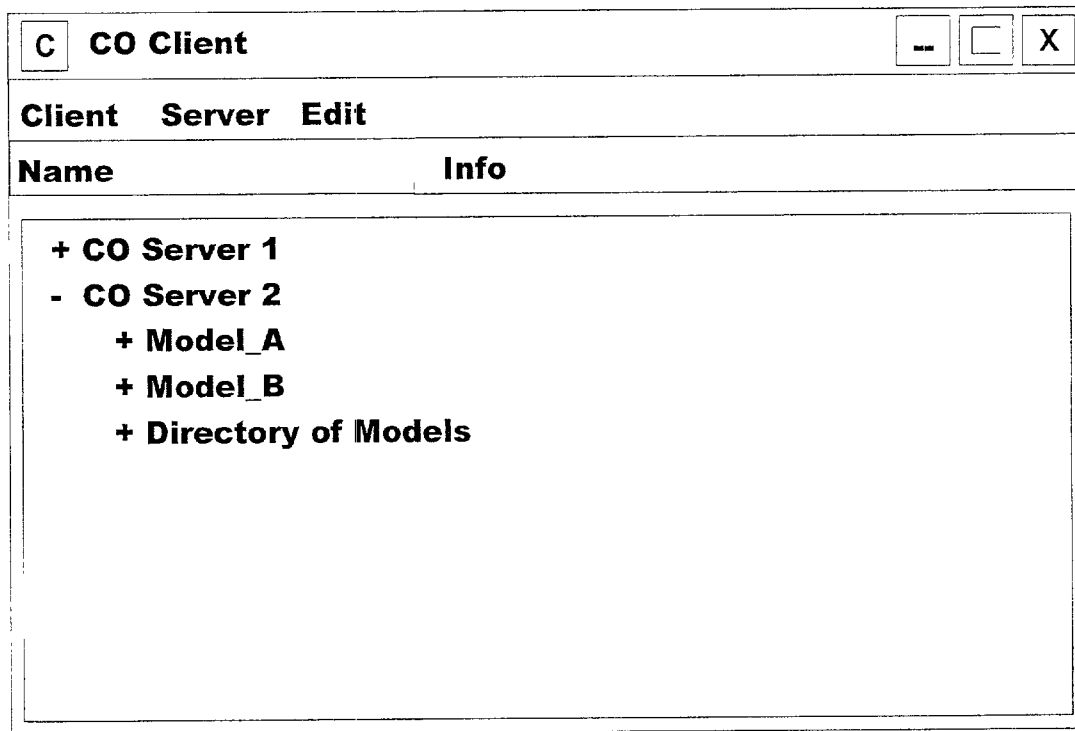 C CO Client -- X
Client Server Edit
Name Info
+ CO Server 1
- CO Server 2
+ Model_A
+ Model_B
+ Directory of Models